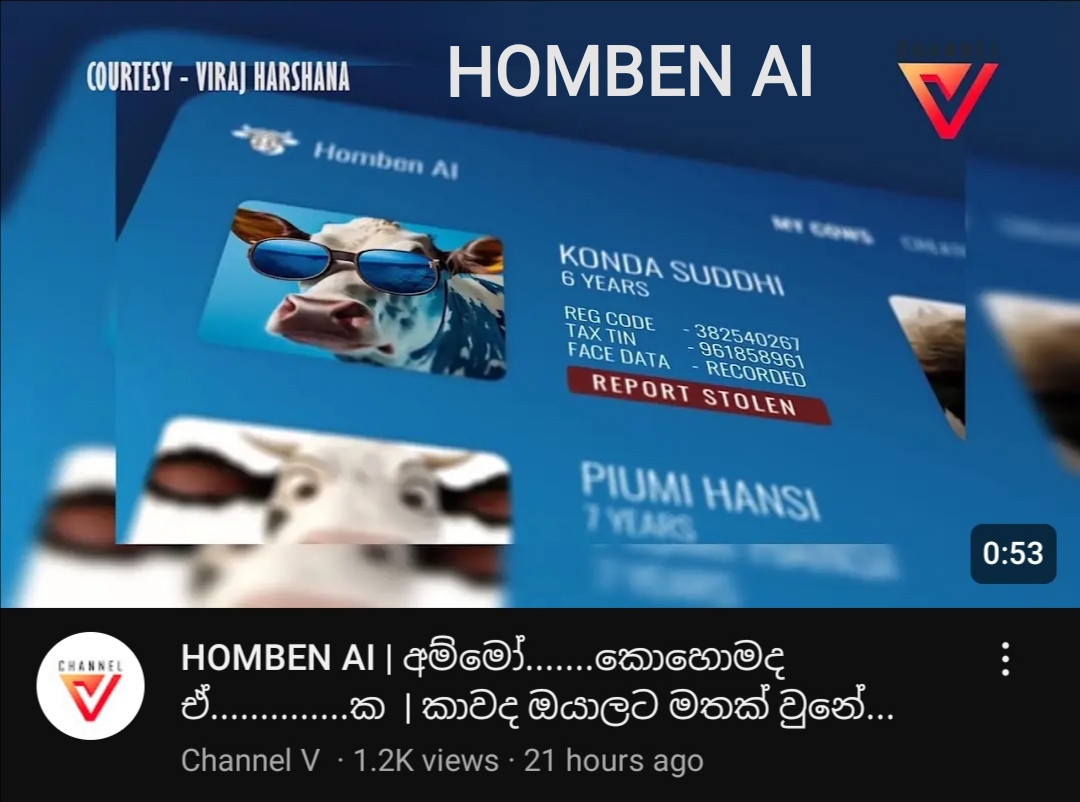 COURTESY - VIRAJ HARSHANA
HOMBEN AI
CHANNEL
V
Homben AI
MY COWS
KONDA SUDDHI
6 YEARS
REG CODE - 382540267
TAX TIN - 961858961
FACE DATA - RECORDED
REPORT STOLEN
PIUMI HANSI
7 YEARS
0:53
CHANNEL
V
HOMBEN AI | අම්මෝ.......කොහොමද
ඒ..............ක | කාවද ඔයාලට මතක් වුනේ...
Channel V · 1.2K views · 21 hours ago